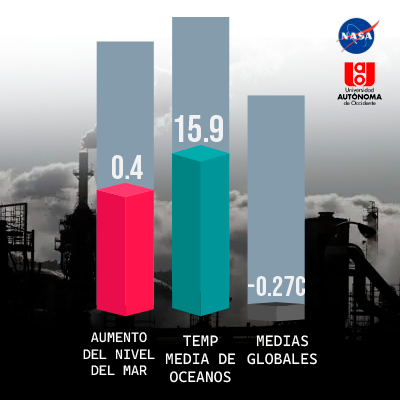 NASA
Universidad
AUTÓNOMA
de Occidente
15.9
0.4
-0.27C
AUMENTO
DEL NIVEL
DEL MAR
TEMP
MEDIA DE
OCEANOS
MEDIAS
GLOBALES